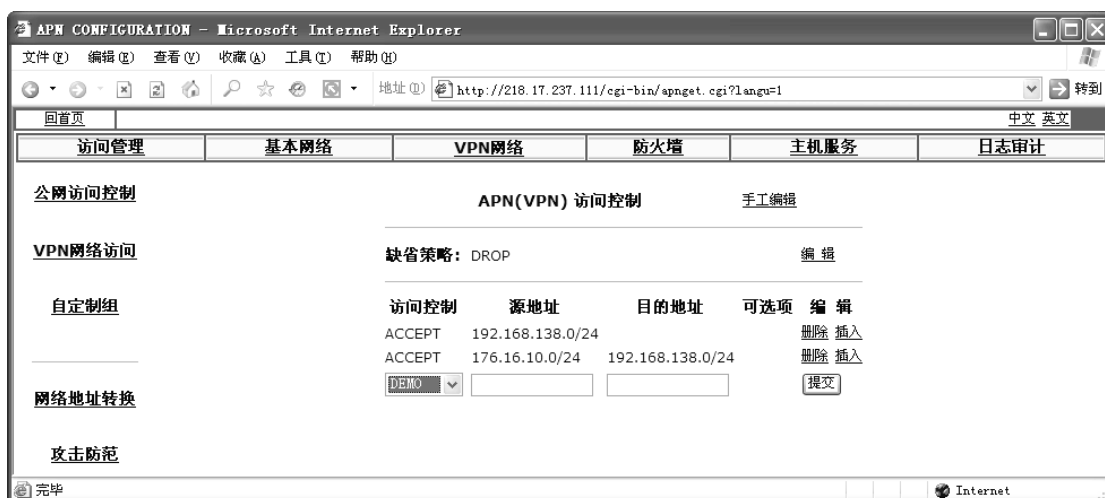 APN CONFIGURATION - Microsoft Internet Explorer
文件(F) 编辑(E) 查看(V) 收藏(A) 工具(T) 帮助(H)
地址(D) http://218.17.237.111/cgi-bin/apnget.cgi?langu=1 转到
回首页 中文 英文
访问管理 基本网络 VPN网络 防火墙 主机服务 日志审计
公网访问控制 APN(VPN) 访问控制 手工编辑
VPN网络访问 缺省策略: DROP 编 辑
自定制组 访问控制 源地址 目的地址 可选项 编 辑
ACCEPT 192.168.138.0/24 删除 插入
ACCEPT 176.16.10.0/24 192.168.138.0/24 删除 插入
DEMO 提交
网络地址转换
攻击防范
完毕 Internet